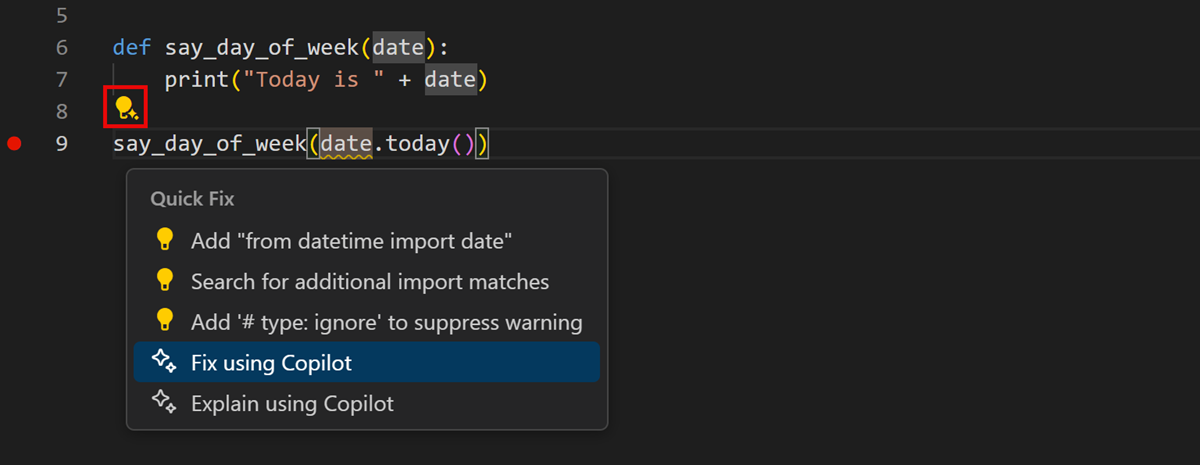 5
6 def say_day_of_week(date):
7     print("Today is " + date)
8
9 say_day_of_week(date.today())
Quick Fix
Add "from datetime import date"
Search for additional import matches
Add '# type: ignore' to suppress warning
Fix using Copilot
Explain using Copilot